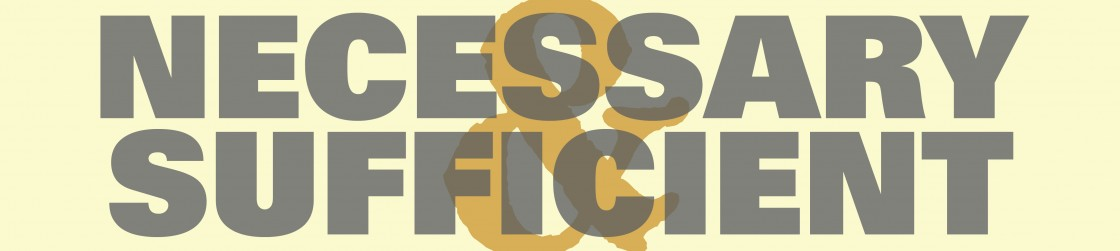 NECESSARY
&
SUFFICIENT